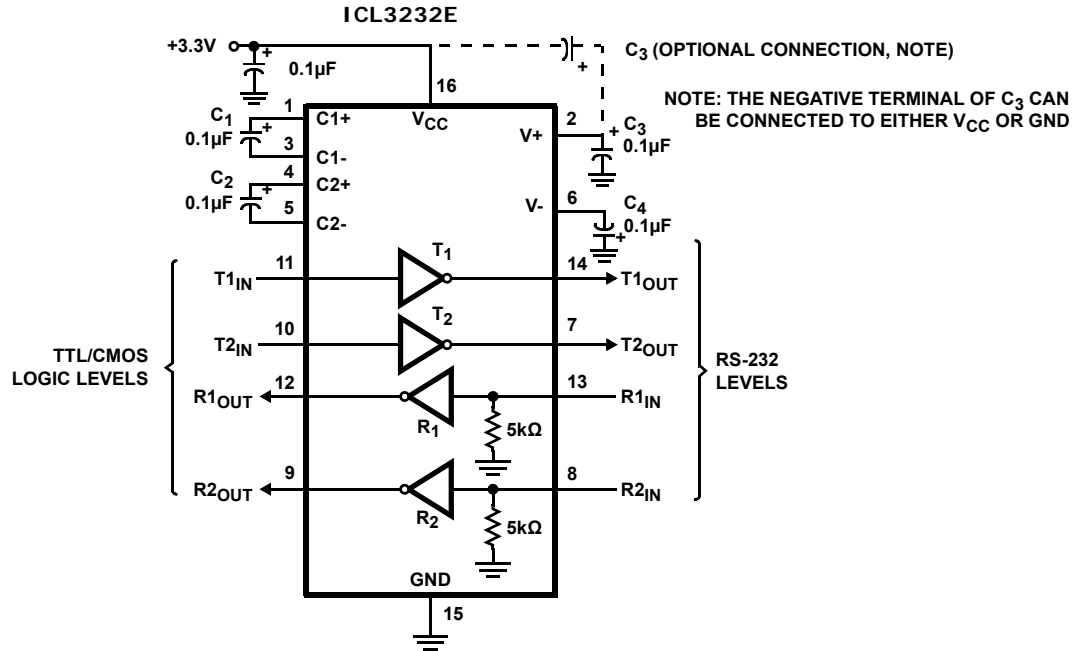 ICL3232E
+3.3V
+
0.1µF
16
+
C3 (OPTIONAL CONNECTION, NOTE)
NOTE: THE NEGATIVE TERMINAL OF C3 CAN
BE CONNECTED TO EITHER VCC OR GND
C1
0.1µF
+
1
C1+
3
C1-
VCC
V+
2
+
C3
0.1µF
C2
0.1µF
+
4
C2+
5
C2-
V-
6
C4
0.1µF
+
T1IN
11
T1
14
T1OUT
T2IN
10
T2
7
T2OUT
TTL/CMOS
LOGIC LEVELS
RS-232
LEVELS
R1OUT
12
R1
13
R1IN
5kΩ
R2OUT
9
R2
8
R2IN
5kΩ
GND
15